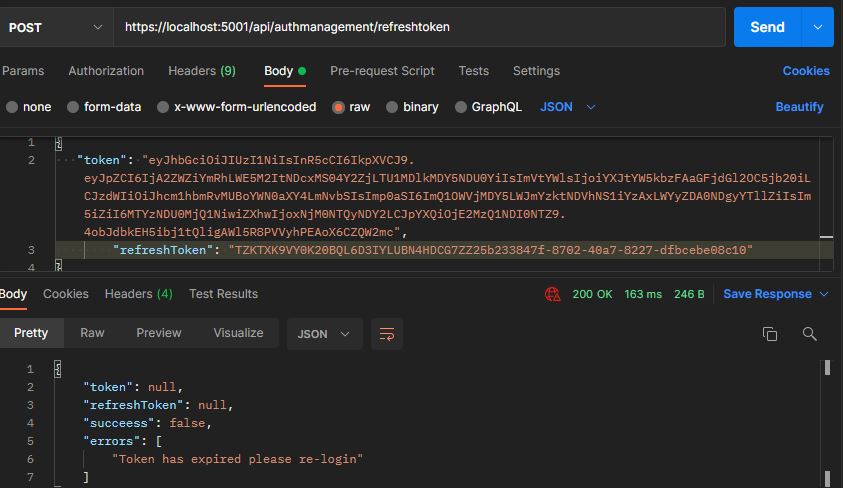 POST
https://localhost:5001/api/authmanagement/refreshtoken
Send
Params Authorization Headers (9) Body Pre-request Script Tests Settings Cookies
none form-data x-www-form-urlencoded raw binary GraphQL JSON Beautify
1 {
2 "token": "eyJhbGciOiJIUzI1NiIsInR5cCI6IkpXVCJ9.
eyJpZCI6IjA2ZWZiYmRhLWE5M2ItNDcxMS04Y2ZjLTU1MDlkMDY5NDU0YiIsImVtYWlsIjoiYXJtYW5kbzFAaGFjdGl2OC5jb20iL
CJzdWIiOiJhcm1hbmRvMUBoYWN0aXY4LmNvbSIsImp0aSI6ImQ1OWVjMDY5LWJmYzktNDVhNS1iYzAxLWYyZDA0NDgyYTllZiIsIm
5iZiI6MTYzNDU0MjQ1NiwiZXhwIjoxNjM0NTQyNDY2LCJpYXQiOjE2MzQ1NDI0NTZ9.
4obJdbkEH5ibj1tQligAWl5R8PVVyhPEAoX6CZQW2mc",
3 "refreshToken": "TZKTXK9VY0K20BQL6D3IYLUBN4HDCG7ZZ25b233847f-8702-40a7-8227-dfbcebe08c10"
4 }
Body Cookies Headers (4) Test Results 200 OK 163 ms 246 B Save Response
Pretty Raw Preview Visualize JSON
1 {
2 "token": null,
3 "refreshToken": null,
4 "succeess": false,
5 "errors": [
6 "Token has expired please re-login"
7 ]